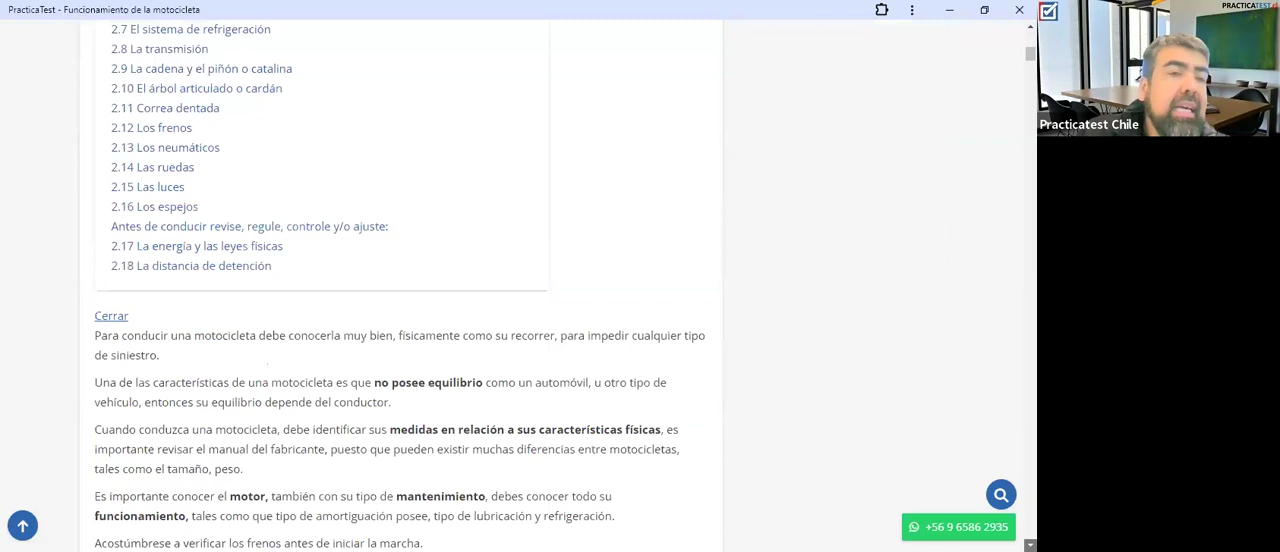 PracticaTest - Funcionamiento de la motocicleta
PRACTICATEST.cl
2.7 El sistema de refrigeración
2.8 La transmisión
2.9 La cadena y el piñón o catalina
2.10 El árbol articulado o cardán
2.11 Correa dentada
2.12 Los frenos
2.13 Los neumáticos
2.14 Las ruedas
2.15 Las luces
2.16 Los espejos
Antes de conducir revise, regule, controle y/o ajuste:
2.17 La energía y las leyes físicas
2.18 La distancia de detención
Cerrar
Para conducir una motocicleta debe conocerla muy bien, físicamente como su recorrer, para impedir cualquier tipo
de siniestro.
Una de las características de una motocicleta es que no posee equilibrio como un automóvil, u otro tipo de
vehículo, entonces su equilibrio depende del conductor.
Cuando conduzca una motocicleta, debe identificar sus medidas en relación a sus características físicas, es
importante revisar el manual del fabricante, puesto que pueden existir muchas diferencias entre motocicletas,
tales como el tamaño, peso.
Es importante conocer el motor, también con su tipo de mantenimiento, debes conocer todo su
funcionamiento, tales como que tipo de amortiguación posee, tipo de lubricación y refrigeración.
Acostúmbrese a verificar los frenos antes de iniciar la marcha.
+56 9 6586 2935
Practicatest Chile